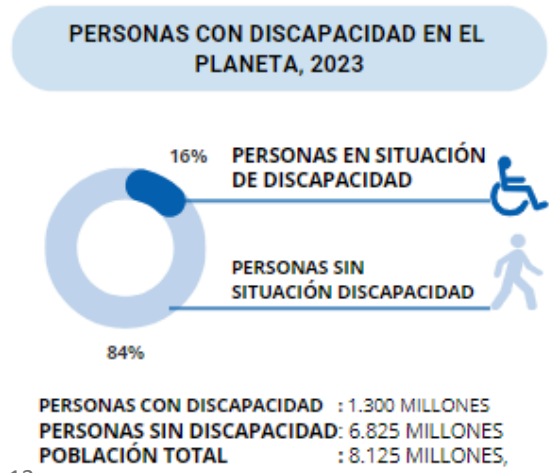 PERSONAS CON DISCAPACIDAD EN EL
PLANETA, 2023
16%
PERSONAS EN SITUACIÓN
DE DISCAPACIDAD
PERSONAS SIN
SITUACIÓN DISCAPACIDAD
84%
PERSONAS CON DISCAPACIDAD : 1.300 MILLONES
PERSONAS SIN DISCAPACIDAD: 6.825 MILLONES
POBLACIÓN TOTAL : 8.125 MILLONES,